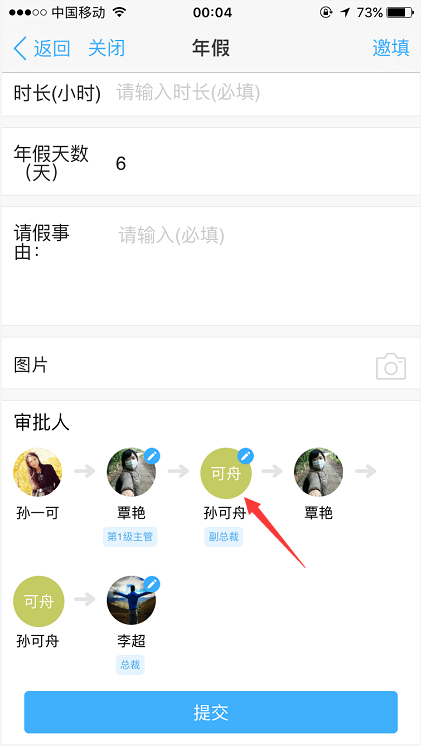 中国移动 00:04 73%
返回 关闭 年假 邀填
时长(小时) 请输入时长(必填)
年假天数
(天) 6
请假事 请输入(必填)
由：
图片
审批人
可舟
孙一可 覃艳 孙可舟 覃艳
第1级主管 副总裁
可舟
孙可舟 李超
总裁
提交